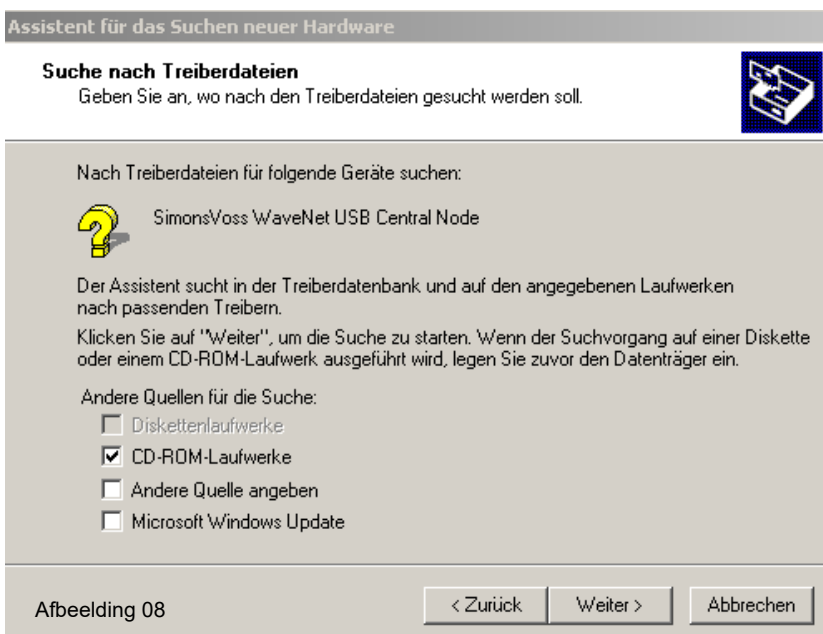 Assistent für das Suchen neuer Hardware
Suche nach Treiberdateien
Geben Sie an, wo nach den Treiberdateien gesucht werden soll.
Nach Treiberdateien für folgende Geräte suchen:
SimonsVoss WaveNet USB Central Node
Der Assistent sucht in der Treiberdatenbank und auf den angegebenen Laufwerken
nach passenden Treibern.
Klicken Sie auf "Weiter", um die Suche zu starten. Wenn der Suchvorgang auf einer Diskette
oder einem CD-ROM-Laufwerk ausgeführt wird, legen Sie zuvor den Datenträger ein.
Andere Quellen für die Suche:
Diskettenlaufwerke
CD-ROM-Laufwerke
Andere Quelle angeben
Microsoft Windows Update
Afbeelding 08
< Zurück
Weiter >
Abbrechen